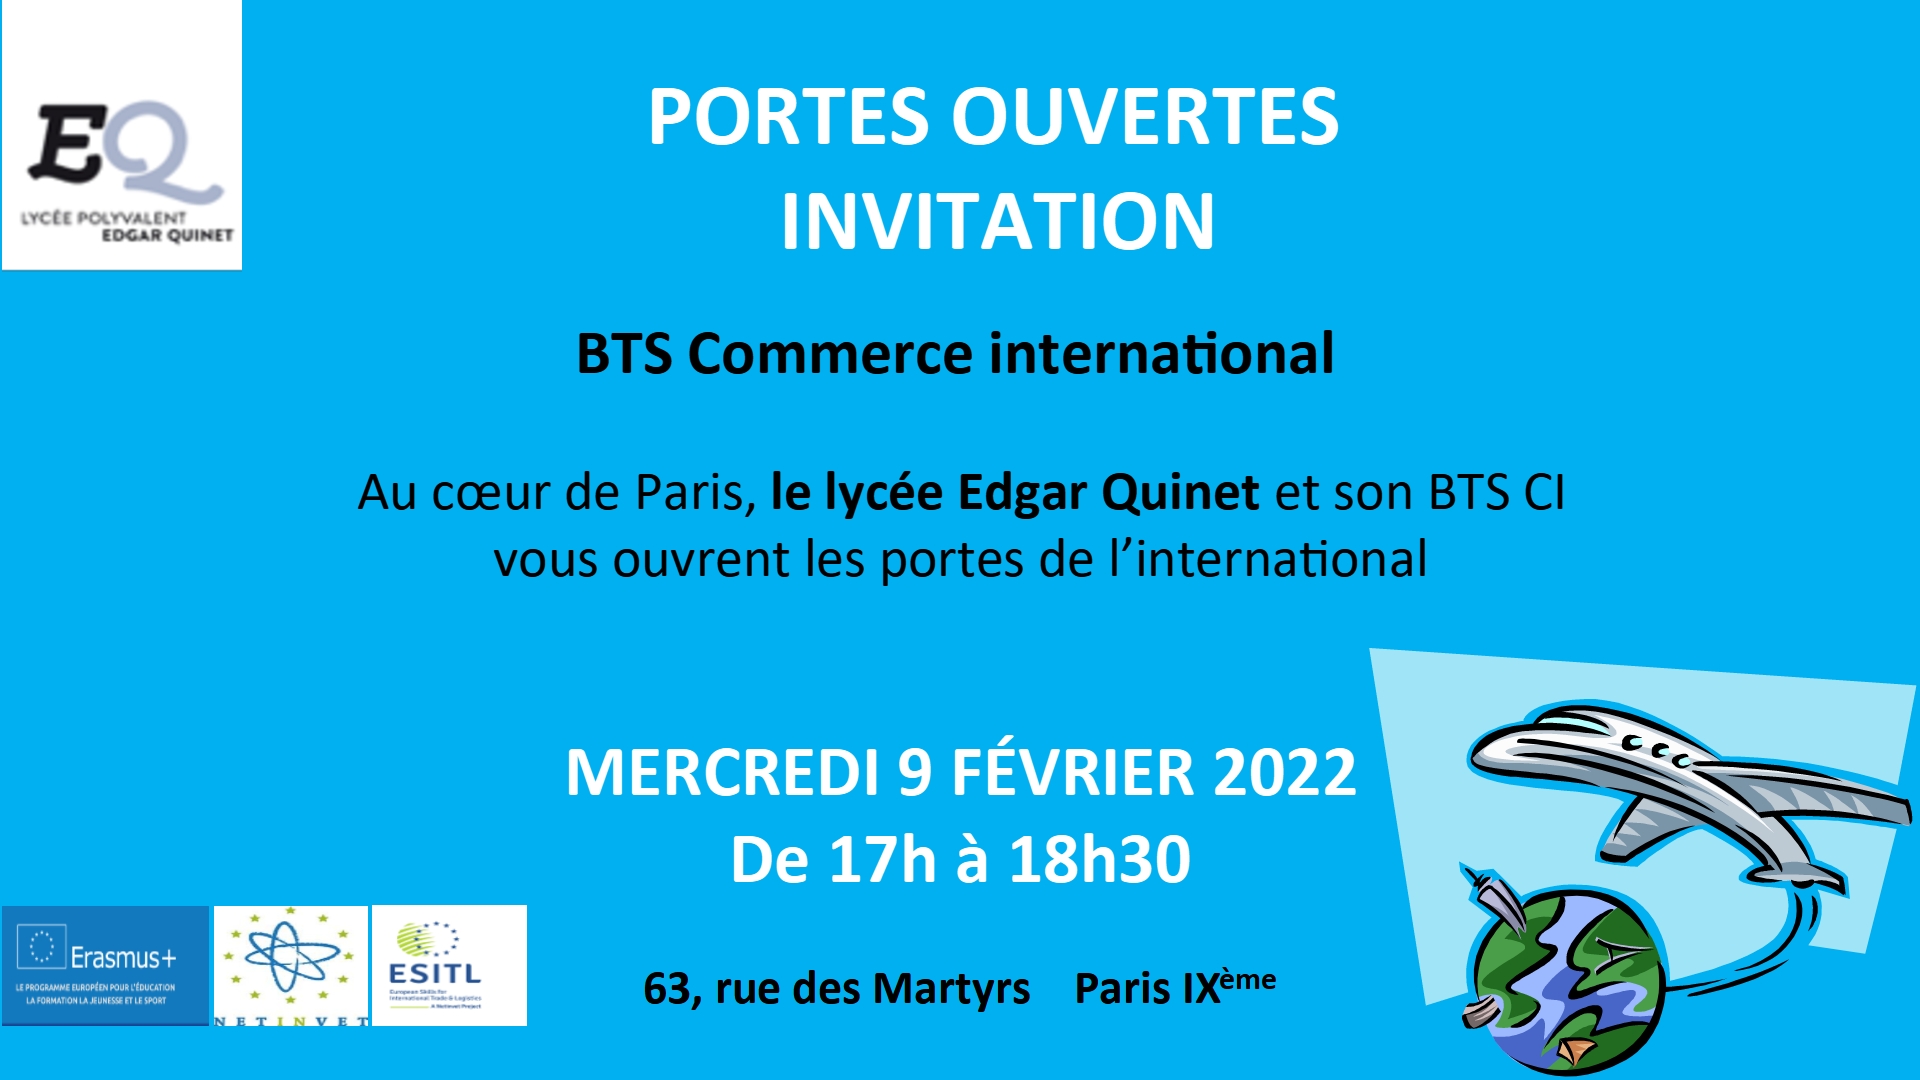 EQ
LYCÉE POLYVALENT
EDGAR QUINET
PORTES OUVERTES
INVITATION
BTS Commerce international
Au cœur de Paris, le lycée Edgar Quinet et son BTS CI
vous ouvrent les portes de l’international
MERCREDI 9 FÉVRIER 2022
De 17h à 18h30
63, rue des Martyrs Paris IXème
Erasmus+
LE PROGRAMME EUROPÉEN POUR L'ÉDUCATION
LA FORMATION LA JEUNESSE ET LE SPORT
NETINVET
ESITL
European Skills for
International Trade & Logistics
A Netinvet Project